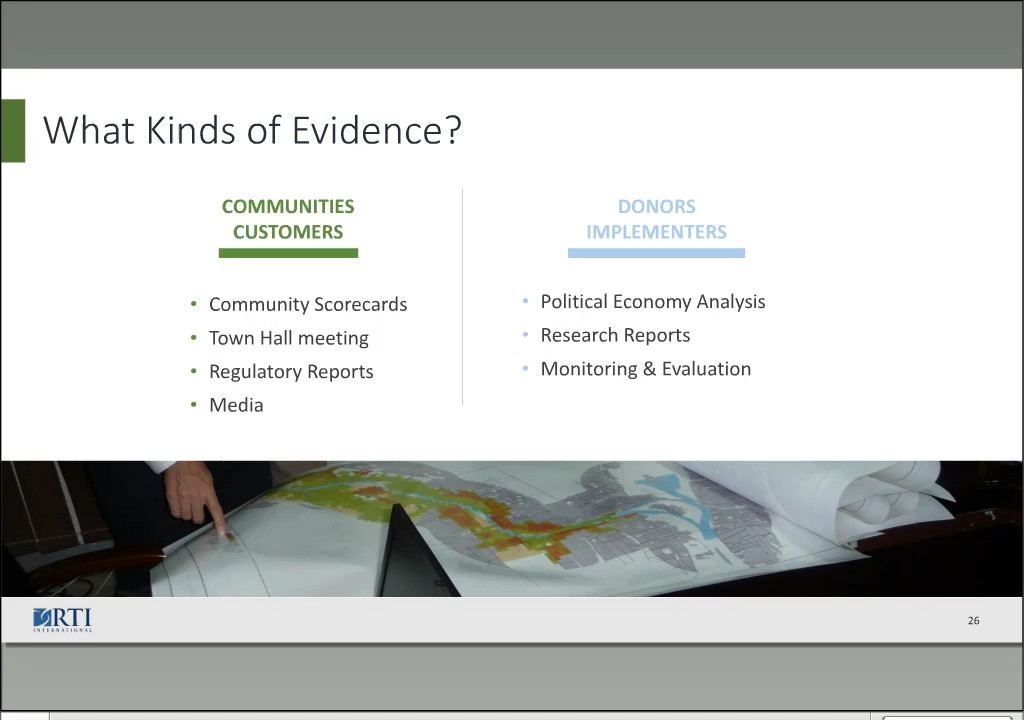 What Kinds of Evidence?
COMMUNITIES
CUSTOMERS
• Community Scorecards
• Town Hall meeting
• Regulatory Reports
• Media
DONORS
IMPLEMENTERS
• Political Economy Analysis
• Research Reports
• Monitoring & Evaluation
RTI
INTERNATIONAL
26